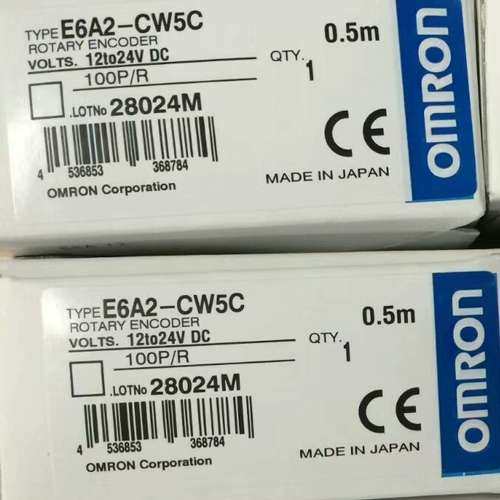 TYPE E6A2-CW5C
ROTARY ENCODER
VOLTS. 12to24V DC
100P/R
.LOTNo 28024M
4 536853 368784
OMRON Corporation
QTY. 1
0.5m
CE
MADE IN JAPAN
OMRON
TYPE E6A2-CW5C
ROTARY ENCODER
VOLTS. 12to24V DC
100P/R
.LOTNo 28024M
4 536853 368784
OMRON Corporation
QTY. 1
0.5m
CE
MADE IN JAPAN
OMRON